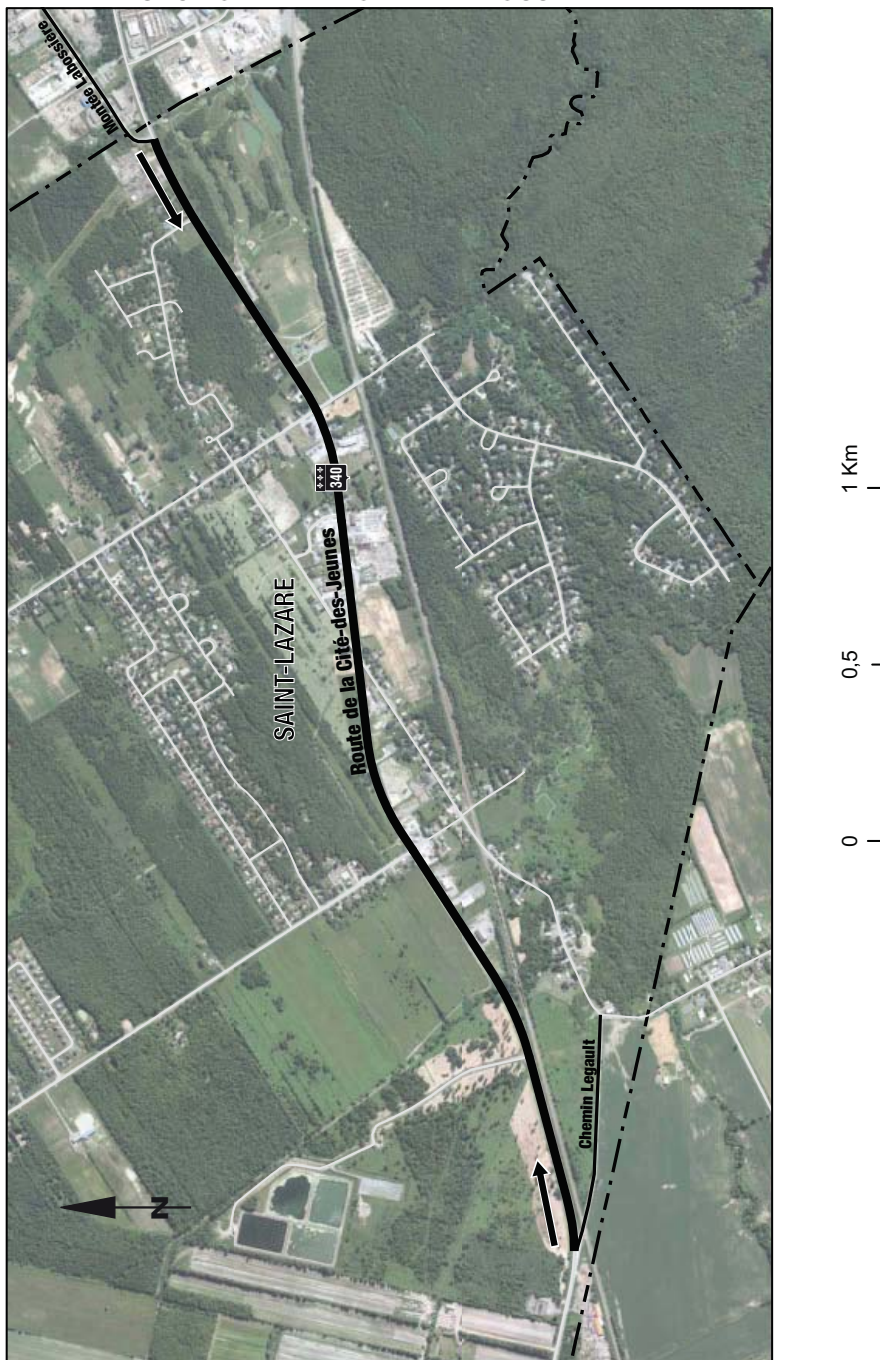 Montée Labossière
340
Route de la Cité-des-Jeunes
SAINT-LAZARE
Chemin Legault
N
0 0,5 1 Km